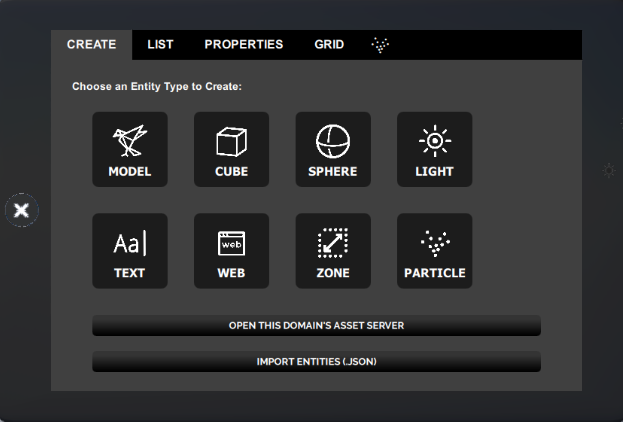 CREATE LIST PROPERTIES GRID
Choose an Entity Type to Create:
MODEL CUBE SPHERE LIGHT
Aa
web
TEXT WEB ZONE PARTICLE
OPEN THIS DOMAIN'S ASSET SERVER
IMPORT ENTITIES (.JSON)